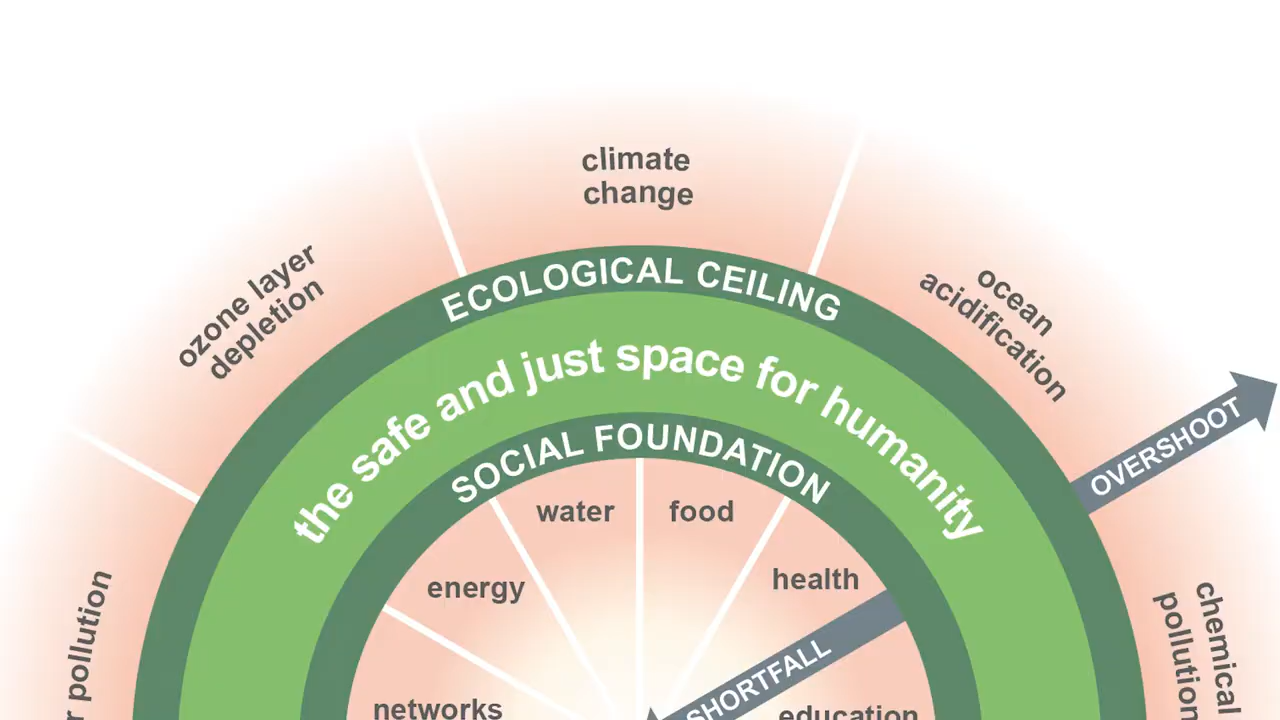 climate
change
ozone layer
depletion
ocean
acidification
ECOLOGICAL CEILING
the safe and just space for humanity
OVERSHOOT
SOCIAL FOUNDATION
water
food
energy
health
pollution
chemical
pollution
SHORTFALL
networks
education